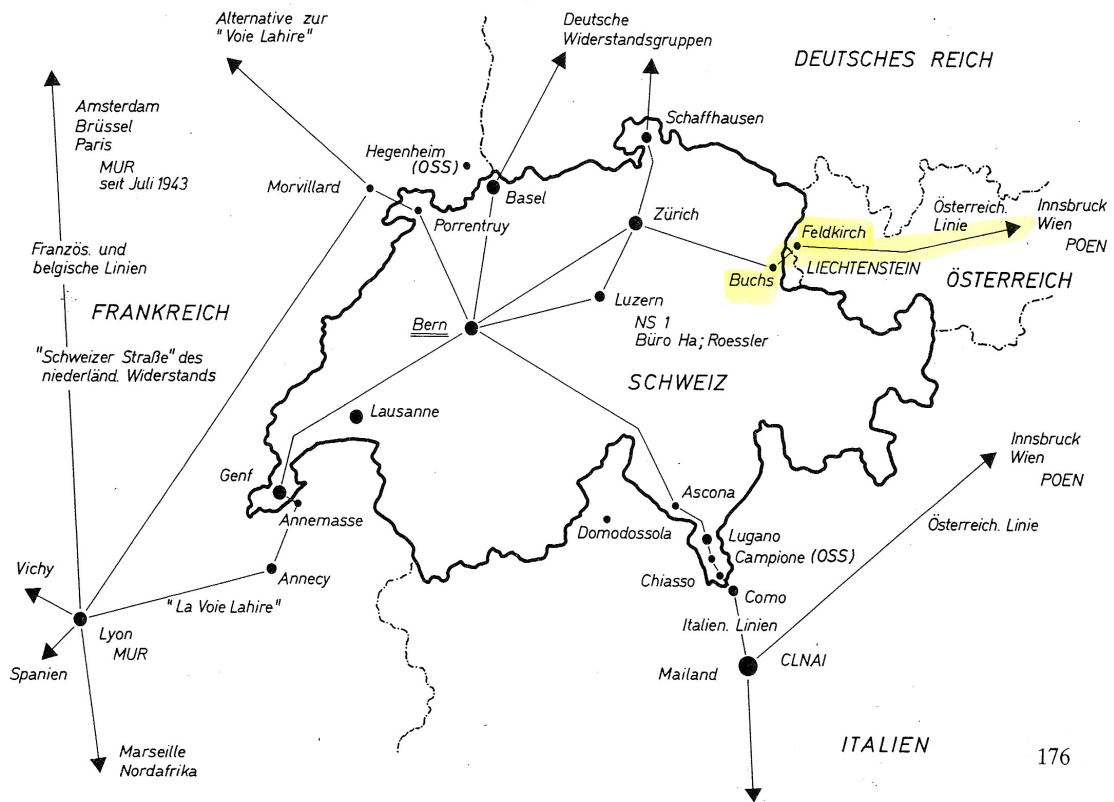 Alternative zur
"Voie Lahire"
Deutsche
Widerstandsgruppen
DEUTSCHES REICH
Amsterdam
Brüssel
Paris
MUR
seit Juli 1943
Schaffhausen
Hegenheim
(OSS)
Morvillard
Basel
Porrentruy
Zürich
Österreich.
Linie
Innsbruck
Wien
POEN
Feldkirch
Französ. und
belgische Linien
Buchs
LIECHTENSTEIN
ÖSTERREICH
FRANKREICH
Bern
Luzern
NS 1
Büro Ha; Roessler
"Schweizer Straße" des
niederländ. Widerstands
SCHWEIZ
Lausanne
Innsbruck
Wien
POEN
Genf
Annemasse
Ascona
Domodossola
Lugano
Campione (OSS)
Österreich. Linie
Vichy
Annecy
Chiasso
Como
"La Voie Lahire"
Lyon
MUR
Italien. Linien
Spanien
Mailand
CLNAI
Marseille
Nordafrika
ITALIEN
176